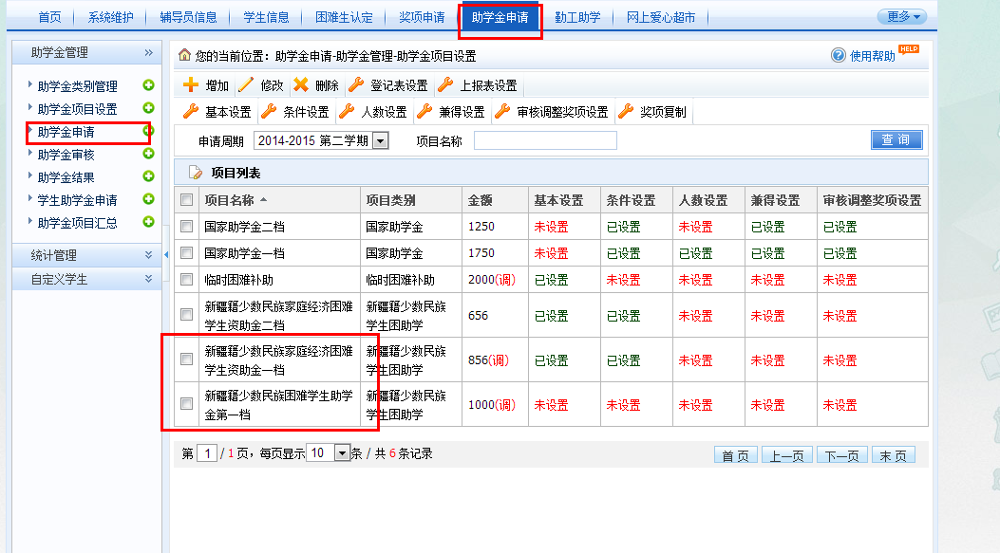 首页 系统维护 辅导员信息 学生信息 困难生认定 奖项申请 助学金申请 勤工助学 网上爱心超市 更多
助学金管理
助学金类别管理
助学金项目设置
助学金申请
助学金审核
助学金结果
学生助学金申请
助学金项目汇总
统计管理
自定义学生
您的当前位置：助学金申请-助学金管理-助学金项目设置 使用帮助 HELP
增加 修改 删除 登记表设置 上报表设置
基本设置 条件设置 人数设置 兼得设置 审核调整奖项设置 奖项复制
申请周期 2014-2015 第二学期 项目名称 查 询
项目列表
项目名称 项目类别 金额 基本设置 条件设置 人数设置 兼得设置 审核调整奖项设置
国家助学金二档 国家助学金 1250 未设置 已设置 未设置 已设置 已设置
国家助学金一档 国家助学金 1750 未设置 已设置 已设置 已设置 已设置
临时困难补助 临时困难补助 2000(调) 已设置 未设置 未设置 未设置 未设置
新疆籍少数民族家庭经济困难 新疆籍少数民族
学生资助金二档 学生困助学 656 已设置 已设置 未设置 未设置 未设置
新疆籍少数民族家庭经济困难 新疆籍少数民族
学生资助金一档 学生困助学 856(调) 已设置 已设置 未设置 未设置 未设置
新疆籍少数民族困难学生助学 新疆籍少数民族
金第一档 学生困助学 1000(调) 未设置 未设置 未设置 未设置 未设置
第 1 / 1 页，每页显示 10 条 / 共 6 条记录 首 页 上一页 下一页 末 页